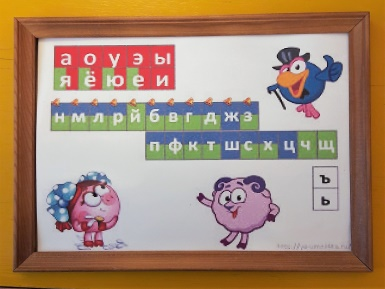 а о у э ы
я ё ю е и
н м л р й б в г д ж з
п ф к т ш с х ц ч щ
ъ
ь